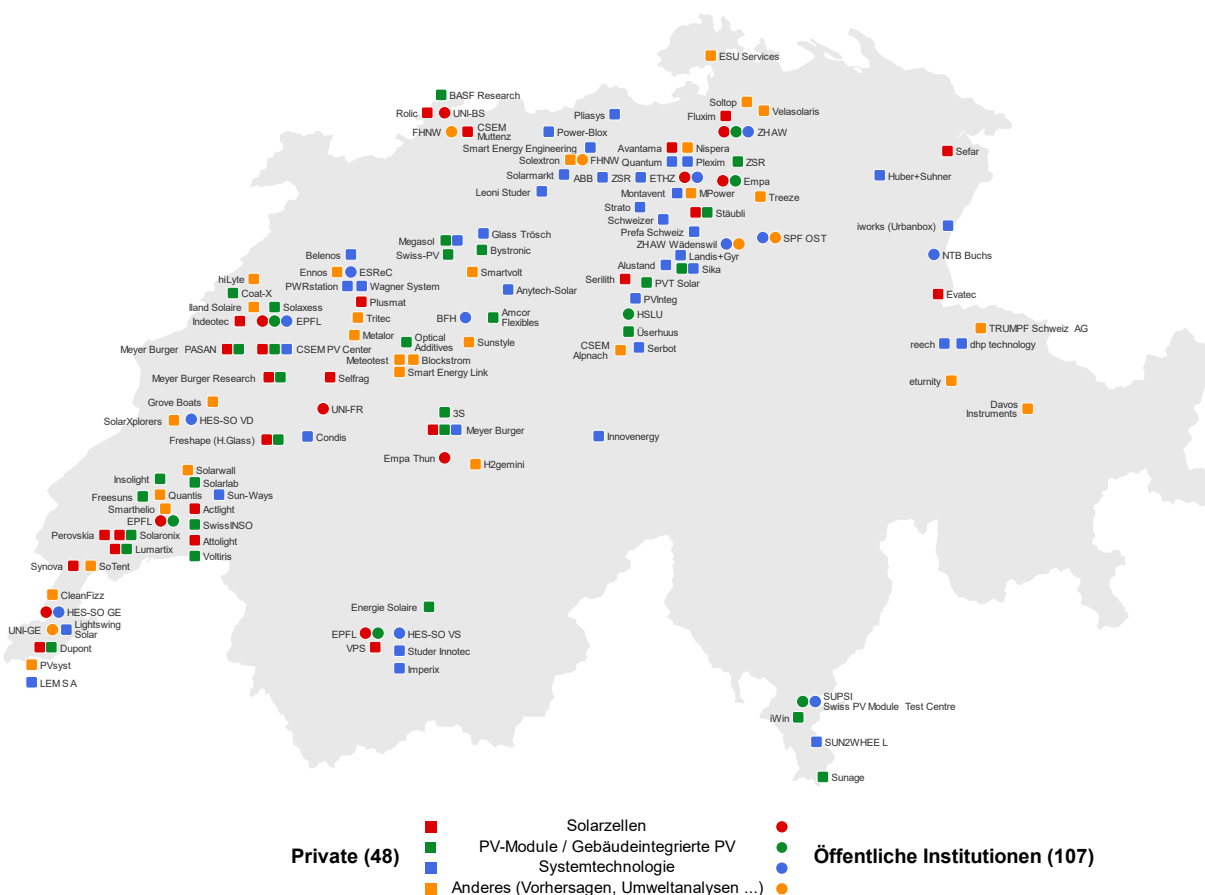 ESU Services
BASF Research
Soltop
Velasolaris
Rolic
UNI-BS
Pliasys
Fluxim
FHNW
CSEM
Muttenz
Power-Blox
ZHAW
Smart Energy Engineering
Avantama
Nispera
Sefar
Solextron
FHNW
Quantum
Plexim
ZSR
Solarmarkt
ABB
ZSR
ETHZ
Empa
Huber+Suhner
Leoni Studer
Montavent
MPower
Treeze
Strato
Stäubli
Schweizer
iworks (Urbanbox)
Glass Trösch
Prefa Schweiz
Megasol
ZHAW Wädenswil
SPF OST
Swiss-PV
Bystronic
Belenos
Landis+Gyr
NTB Buchs
Alustand
Sika
Ennos
ESReC
Smartvolt
hiLyte
Serilith
PVT Solar
PWRstation
Wagner System
Anytech-Solar
Coat-X
Evatec
Plusmat
PVInteg
Iland Solaire
Solaxess
HSLU
Indeotec
EPFL
Tritec
BFH
Amcor
Flexibles
TRUMPF Schweiz AG
Üserhuus
Metalor
Optical
Additives
Sunstyle
CSEM
Alpnach
Serbot
reech
dhp technology
Meyer Burger PASAN
CSEM PV Center
Meteotest
Blockstrom
Smart Energy Link
Meyer Burger Research
Selfrag
eturnity
Grove Boats
UNI-FR
Davos
Instruments
3S
SolarXplorers
HES-SO VD
Meyer Burger
Freshape (H.Glass)
Condis
Innovenergy
Empa Thun
H2gemini
Solarwall
Insolight
Solarlab
Freesuns
Quantis
Sun-Ways
Smarthelio
Actlight
EPFL
SwissINSO
Perovskia
Solaronix
Attolight
Lumartix
Voltiris
Synova
SoTent
CleanFizz
Energie Solaire
HES-SO GE
UNI-GE
Lightswing
Solar
EPFL
HES-SO VS
Dupont
VPS
Studer Innotec
PVsyst
Imperix
LEM S A
SUPSI
Swiss PV Module Test Centre
iWin
SUN2WHEE L
Sunage
Solarzellen
Private (48)
PV-Module / Gebäudeintegrierte PV
Systemtechnologie
Öffentliche Institutionen (107)
Anderes (Vorhersagen, Umweltanalysen ...)